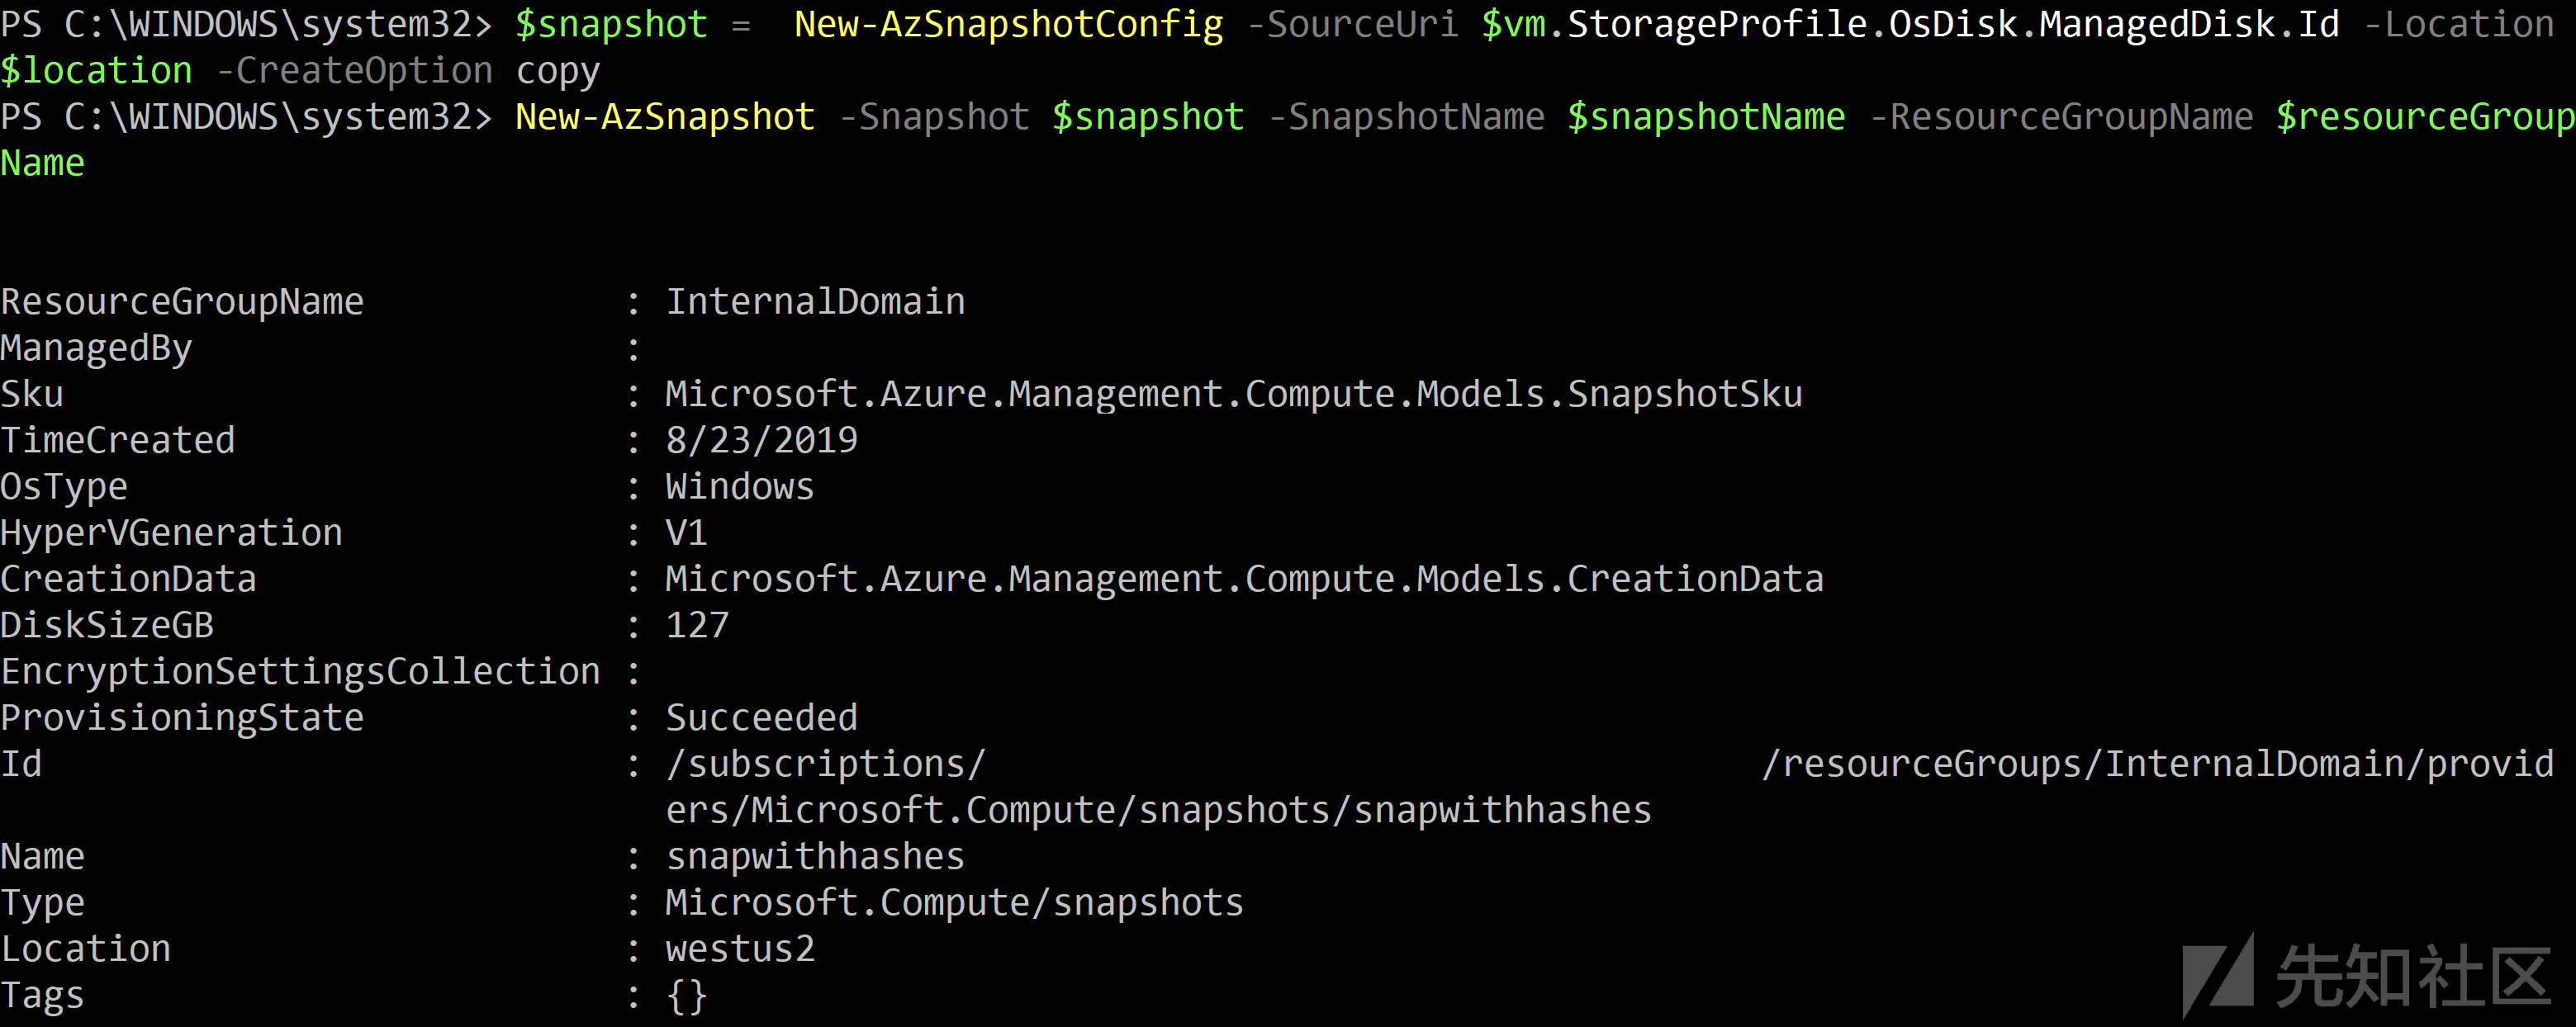 PS C:\WINDOWS\system32> $snapshot =  New-AzSnapshotConfig -SourceUri $vm.StorageProfile.OsDisk.ManagedDisk.Id -Location
$location -CreateOption copy
PS C:\WINDOWS\system32> New-AzSnapshot -Snapshot $snapshot -SnapshotName $snapshotName -ResourceGroupName $resourceGroup
Name
ResourceGroupName : InternalDomain
ManagedBy :
Sku : Microsoft.Azure.Management.Compute.Models.SnapshotSku
TimeCreated : 8/23/2019
OsType : Windows
HyperVGeneration : V1
CreationData : Microsoft.Azure.Management.Compute.Models.CreationData
DiskSizeGB : 127
EncryptionSettingsCollection :
ProvisioningState : Succeeded
Id : /subscriptions/ /resourceGroups/InternalDomain/provid
ers/Microsoft.Compute/snapshots/snapwithhashes
Name : snapwithhashes
Type : Microsoft.Compute/snapshots
Location : westus2
Tags : {}
先知社区